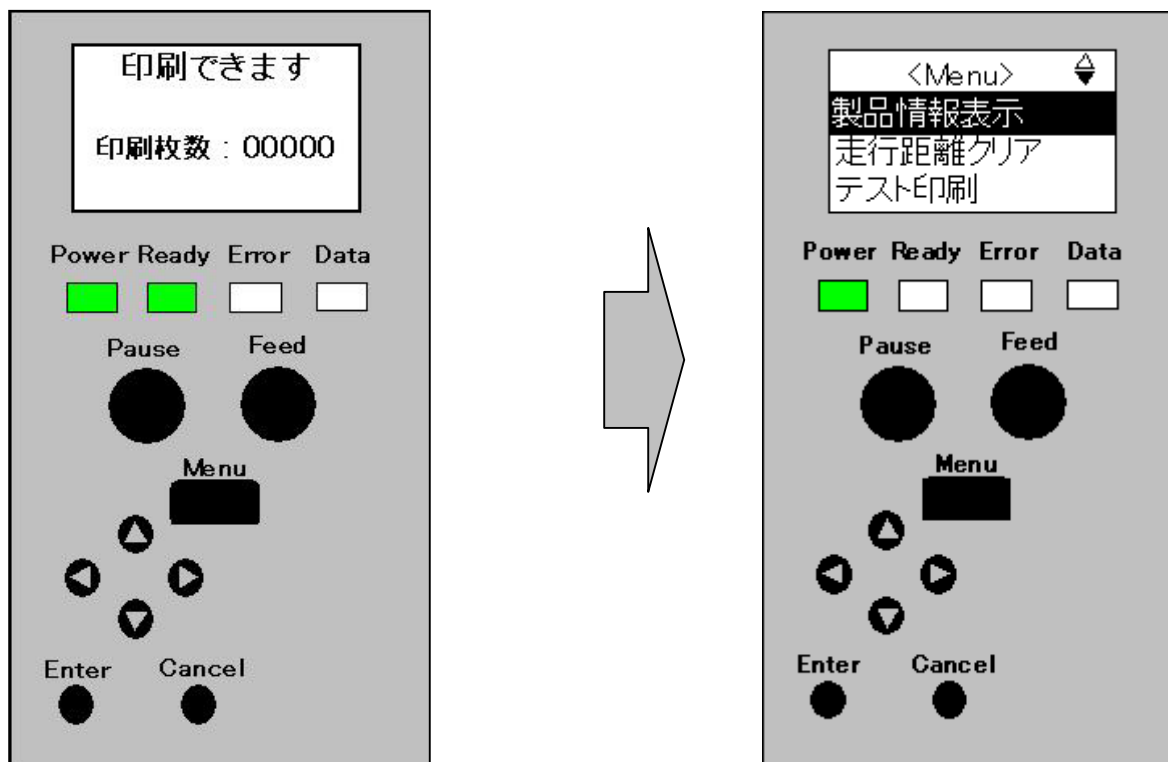 印刷できます
印刷枚数：00000
Power Ready Error Data
Pause Feed
Menu
Enter Cancel
<Menu>
製品情報表示
走行距離クリア
テスト印刷
Power Ready Error Data
Pause Feed
Menu
Enter Cancel